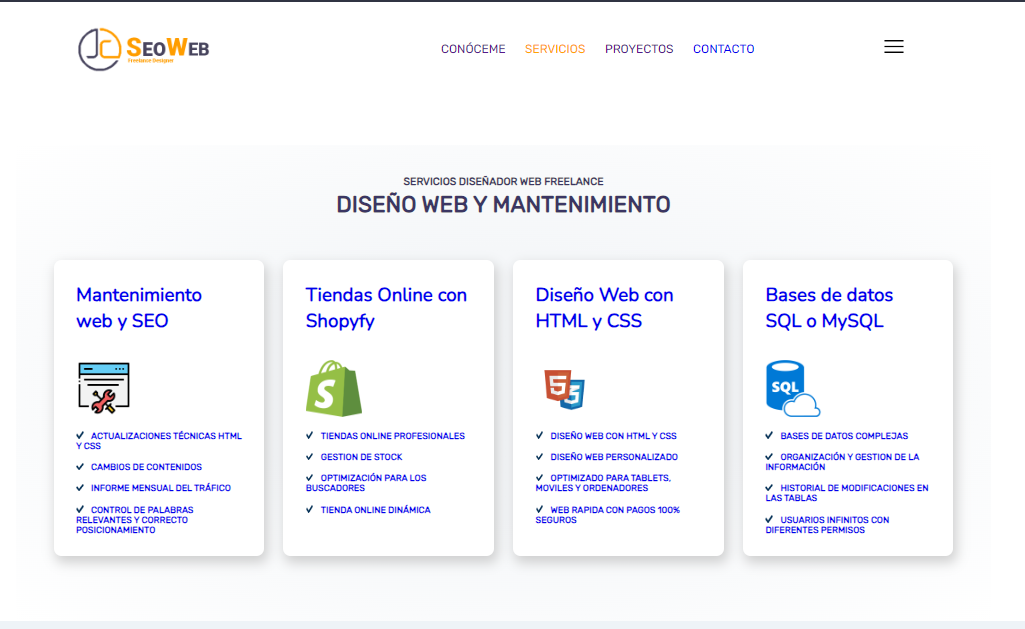 SEOWEB
Freelance Designer
CONÓCEME SERVICIOS PROYECTOS CONTACTO
SERVICIOS DISEÑADOR WEB FREELANCE
DISEÑO WEB Y MANTENIMIENTO
Mantenimiento
web y SEO
ACTUALIZACIONES TÉCNICAS HTML
Y CSS
CAMBIOS DE CONTENIDOS
INFORME MENSUAL DEL TRÁFICO
CONTROL DE PALABRAS
RELEVANTES Y CORRECTO
POSICIONAMIENTO
Tiendas Online con
Shopyfy
S
TIENDAS ONLINE PROFESIONALES
GESTION DE STOCK
OPTIMIZACIÓN PARA LOS
BUSCADORES
TIENDA ONLINE DINÁMICA
Diseño Web con
HTML y CSS
5
DISEÑO WEB CON HTML Y CSS
DISEÑO WEB PERSONALIZADO
OPTIMIZADO PARA TABLETS,
MOVILES Y ORDENADORES
WEB RAPIDA CON PAGOS 100%
SEGUROS
Bases de datos
SQL o MySQL
SQL
BASES DE DATOS COMPLEJAS
ORGANIZACIÓN Y GESTION DE LA
INFORMACIÓN
HISTORIAL DE MODIFICACIONES EN
LAS TABLAS
USUARIOS INFINITOS CON
DIFERENTES PERMISOS